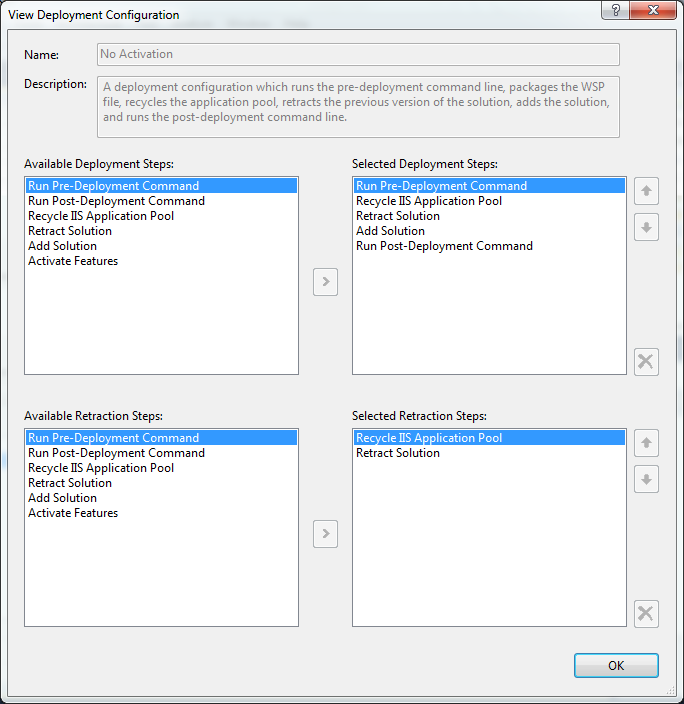 View Deployment Configuration
?
Name:
No Activation
Description:
A deployment configuration which runs the pre-deployment command line, packages the WSP
file, recycles the application pool, retracts the previous version of the solution, adds the solution,
and runs the post-deployment command line.
Available Deployment Steps:
Run Pre-Deployment Command
Run Post-Deployment Command
Recycle IIS Application Pool
Retract Solution
Add Solution
Activate Features
Selected Deployment Steps:
Run Pre-Deployment Command
Recycle IIS Application Pool
Retract Solution
Add Solution
Run Post-Deployment Command
Available Retraction Steps:
Run Pre-Deployment Command
Run Post-Deployment Command
Recycle IIS Application Pool
Retract Solution
Add Solution
Activate Features
Selected Retraction Steps:
Recycle IIS Application Pool
Retract Solution
OK